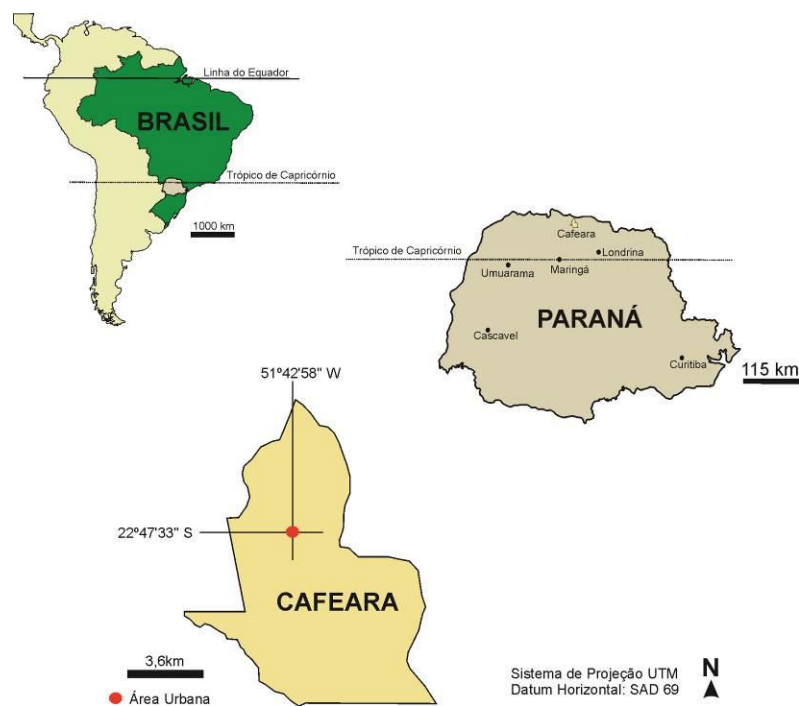 Linha do Equador
BRASIL
Trópico de Capricórnio
1000 km
Cafeara
Trópico de Capricórnio
Londrina
Umuarama
Maringá
PARANÁ
Cascavel
Curitiba
115 km
51º42'58" W
22º47'33" S
CAFEARA
3,6km
Área Urbana
Sistema de Projeção UTM
Datum Horizontal: SAD 69
N